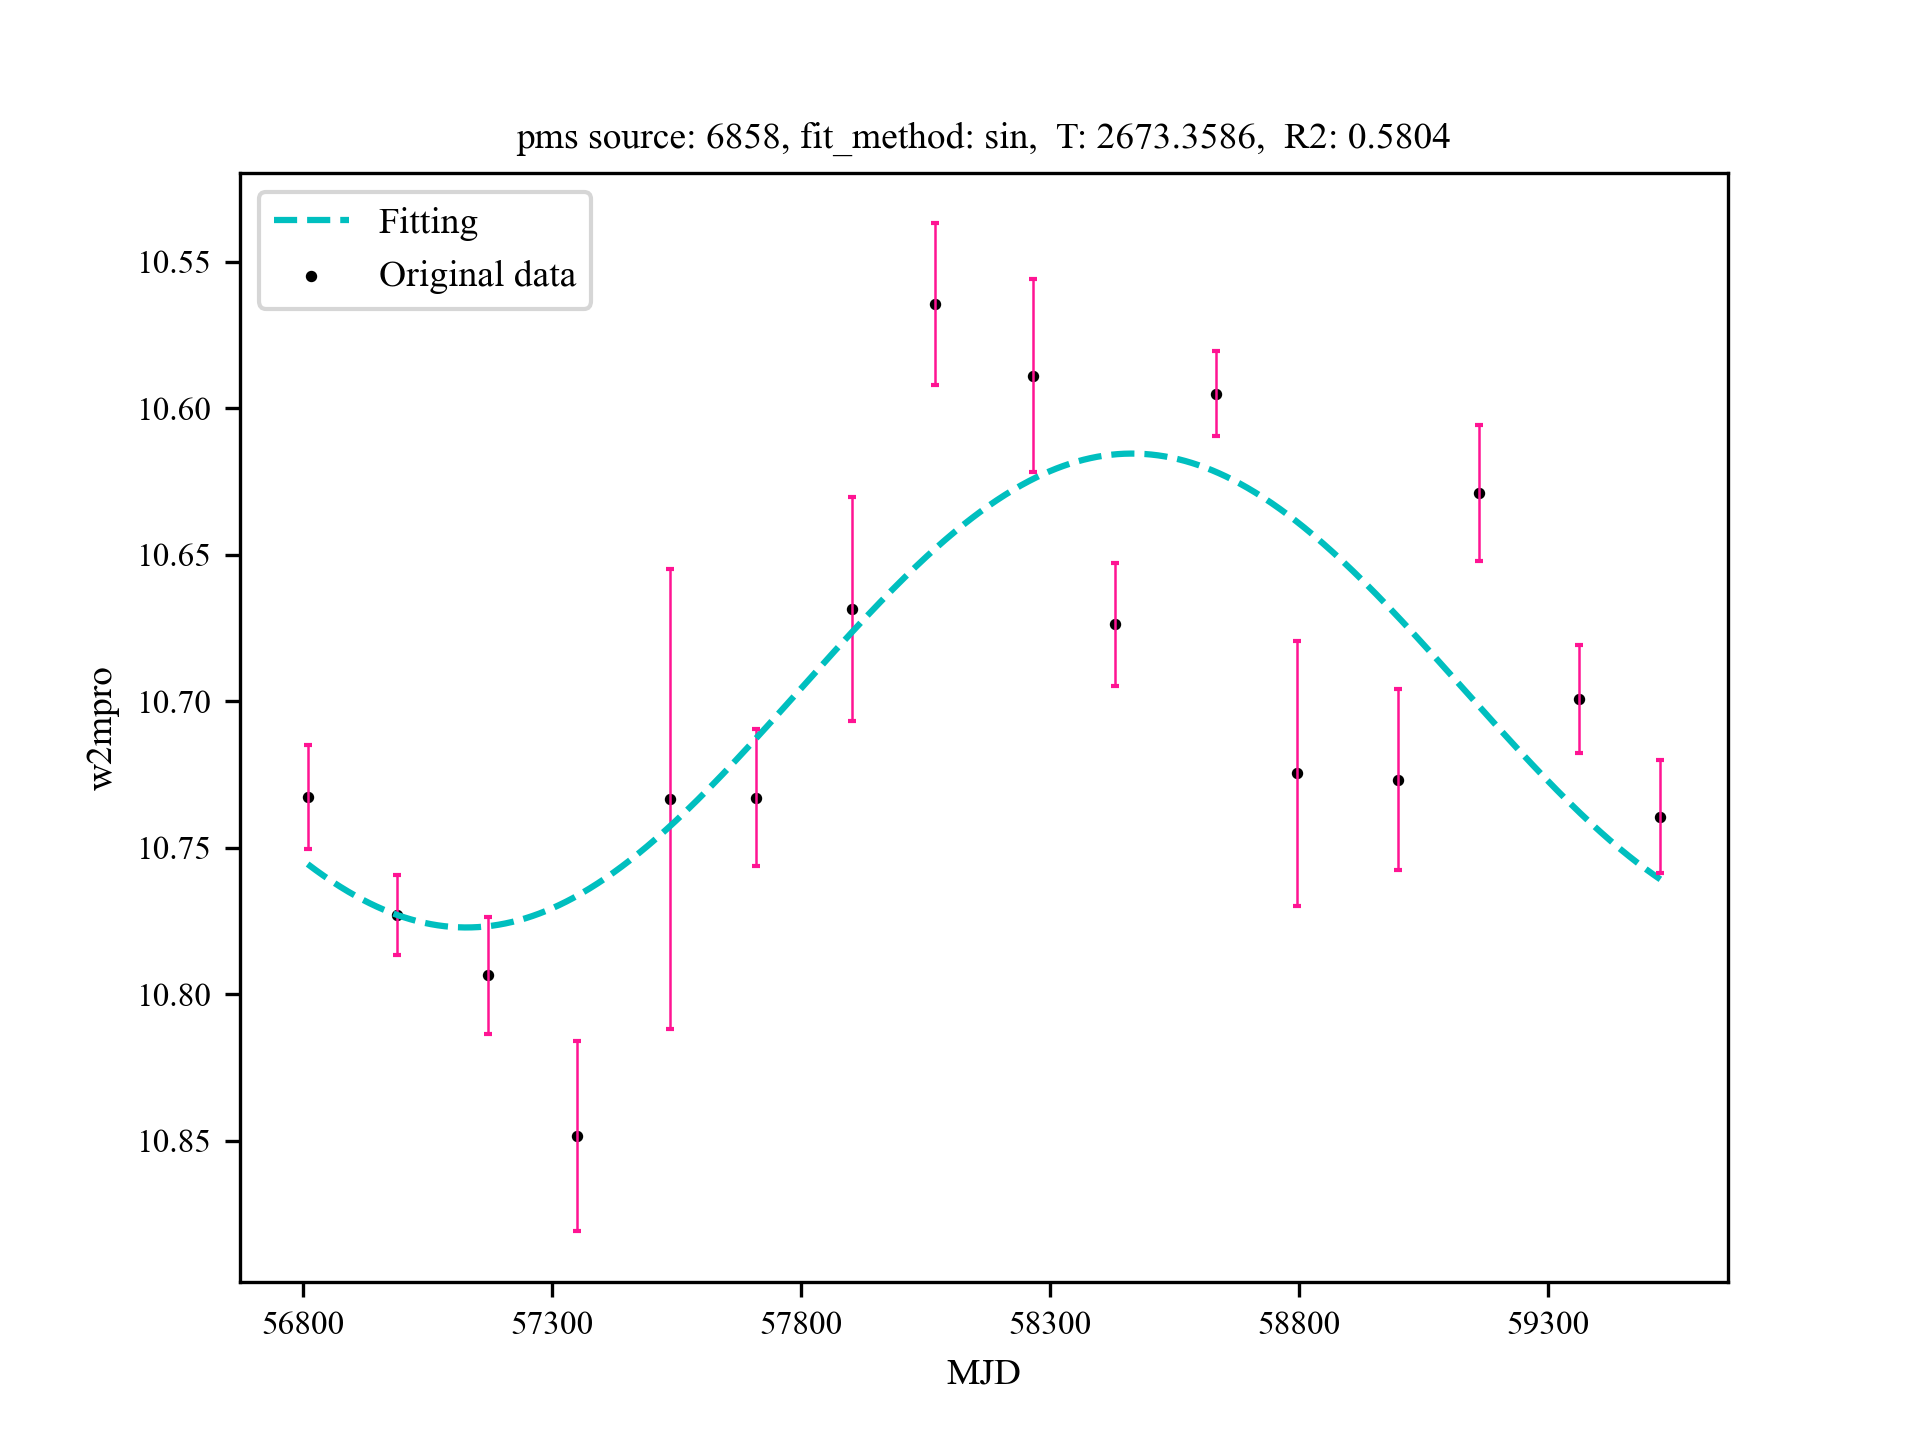 pms source: 6858, fit_method: sin,  T: 2673.3586,  R2: 0.5804
Fitting
Original data
10.55
10.60
10.65
10.70
10.75
10.80
10.85
w2mpro
56800 57300 57800 58300 58800 59300
MJD